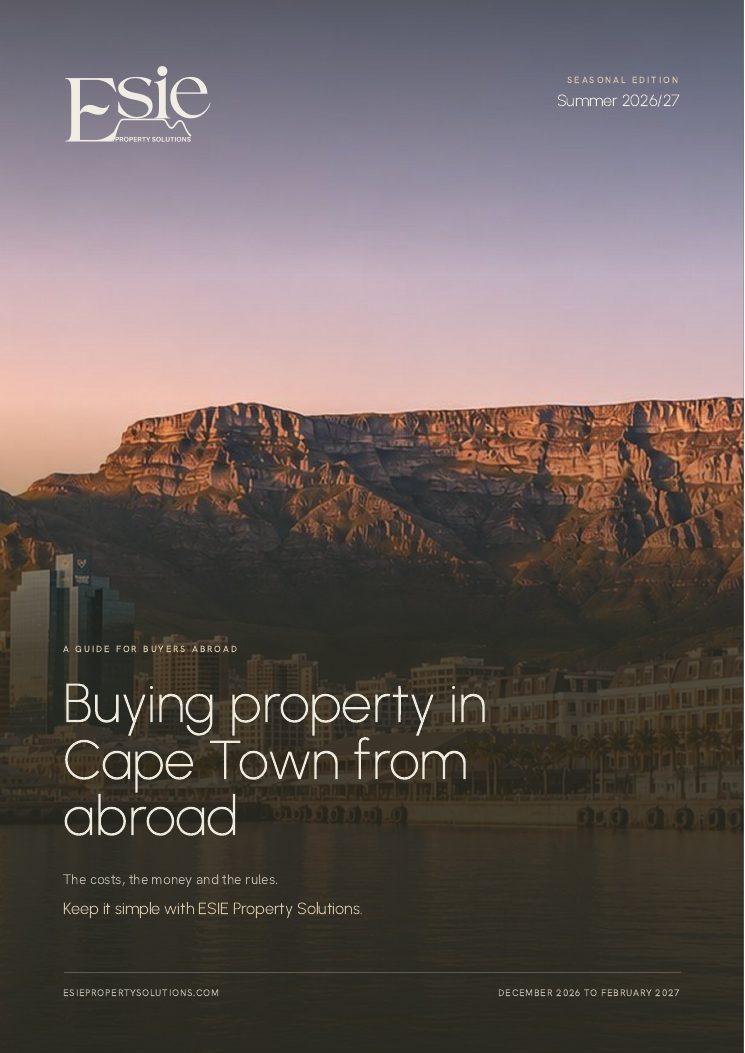 Esie
PROPERTY SOLUTIONS
SEASONAL EDITION
Summer 2026/27
A GUIDE FOR BUYERS ABROAD
Buying property in
Cape Town from
abroad
The costs, the money and the rules.
Keep it simple with ESIE Property Solutions.
ESIEPROPERTYSOLUTIONS.COM
DECEMBER 2026 TO FEBRUARY 2027